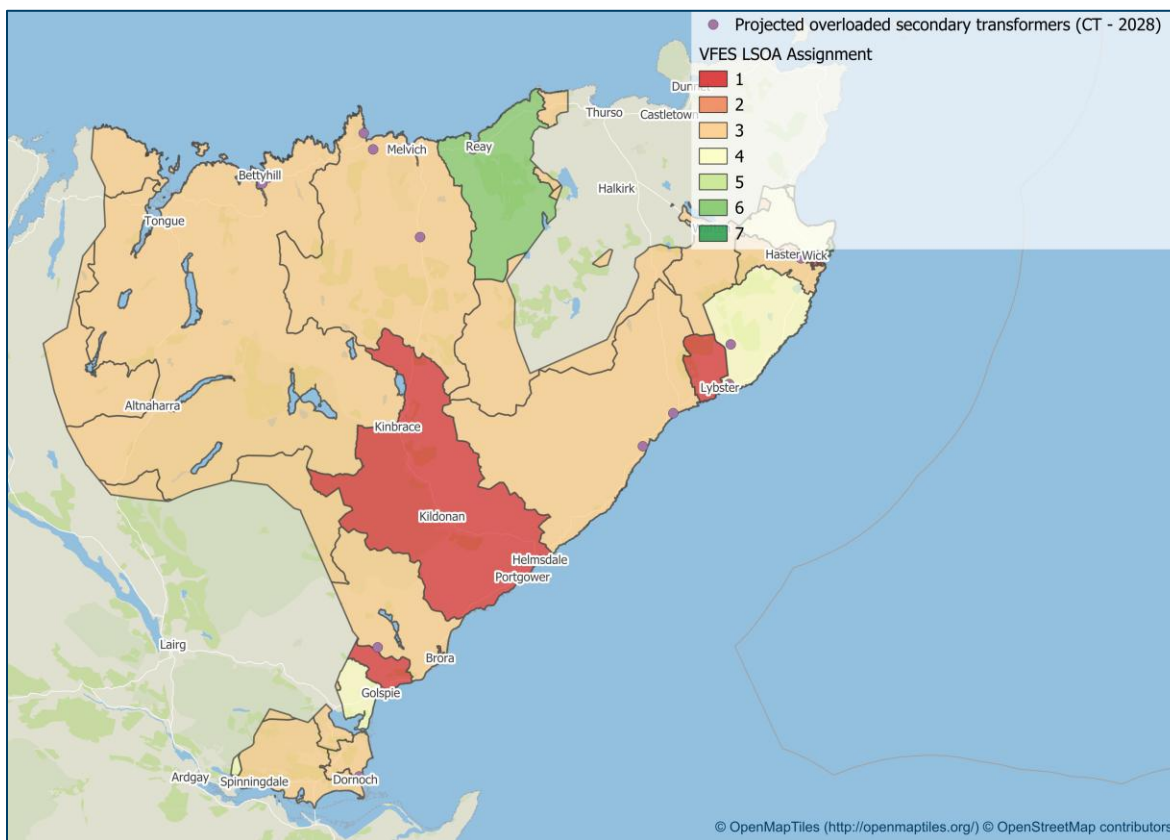 Projected overloaded secondary transformers (CT - 2028)
VFES LSOA Assignment
1
2
3
4
5
6
7
Thurso
Castletown
Melvich
Reay
Bettyhill
Halkirk
Tongue
Haster
Wick
Lybster
Altnaharra
Kinbrace
Kildonan
Helmsdale
Portgower
Lairg
Brora
Golspie
Ardgay
Spinningdale
Dornoch
© OpenMapTiles (http://openmaptiles.org/) © OpenStreetMap contributors